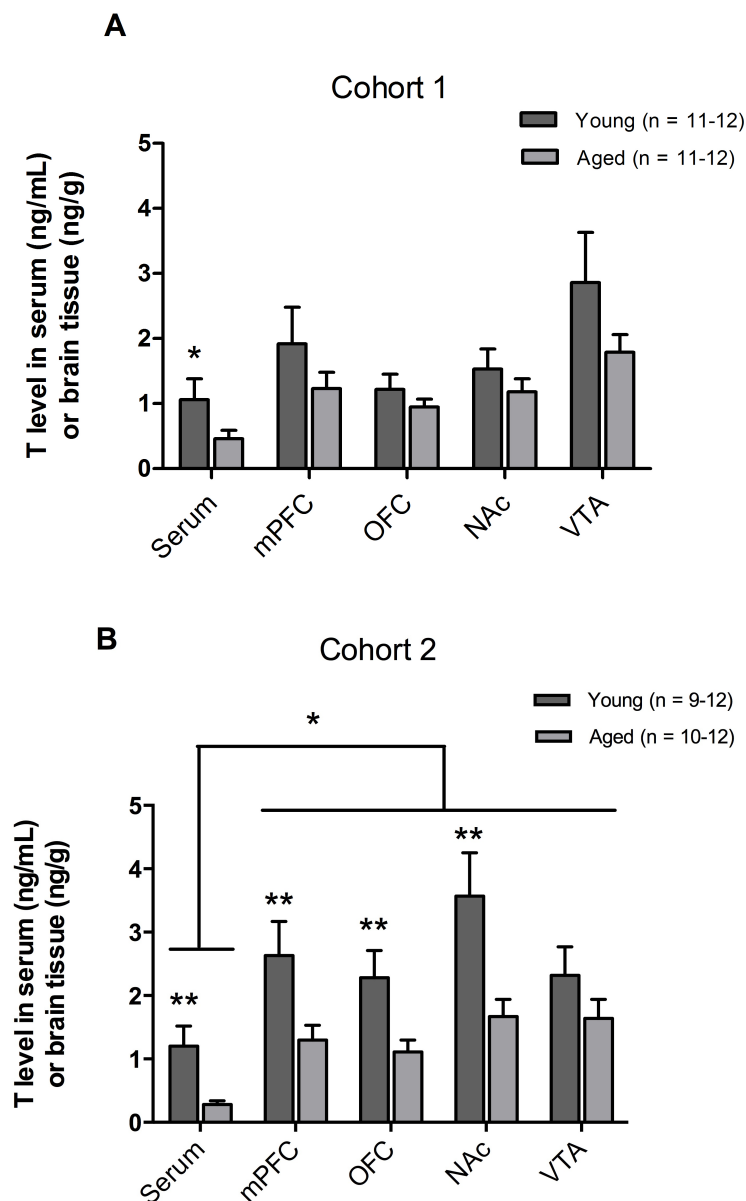 A
Cohort 1
Young (n = 11-12)
Aged (n = 11-12)
T level in serum (ng/mL)
or brain tissue (ng/g)
5
4
3
2
1
0
*
Serum
mPFC
OFC
NAc
VTA
B
Cohort 2
Young (n = 9-12)
Aged (n = 10-12)
*
T level in serum (ng/mL)
or brain tissue (ng/g)
5
4
3
2
1
0
**
**
**
**
Serum
mPFC
OFC
NAc
VTA